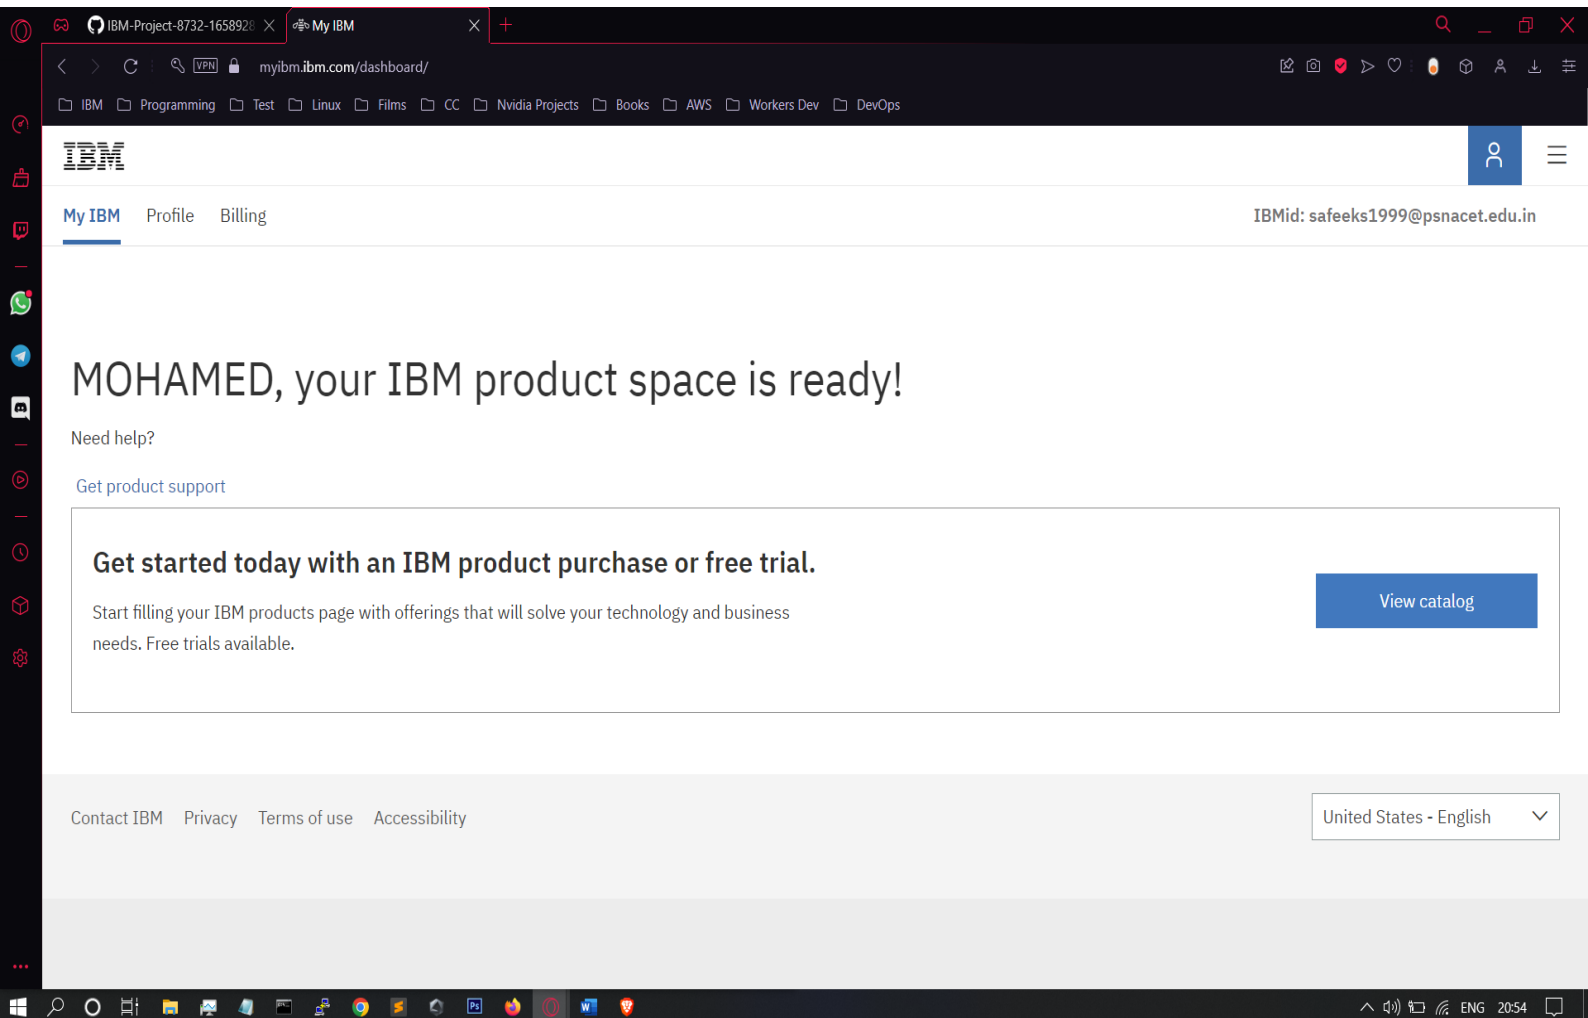 IBM-Project-8732-1658928
My IBM
VPN
myibm.ibm.com/dashboard/
IBM Programming Test Linux Films CC Nvidia Projects Books AWS Workers Dev DevOps
IBM
My IBM Profile Billing
IBMid: safeeks1999@psnacet.edu.in
MOHAMED, your IBM product space is ready!
Need help?
Get product support
Get started today with an IBM product purchase or free trial.
Start filling your IBM products page with offerings that will solve your technology and business
needs. Free trials available.
View catalog
Contact IBM Privacy Terms of use Accessibility
United States - English
Ps
W
ENG 20:54